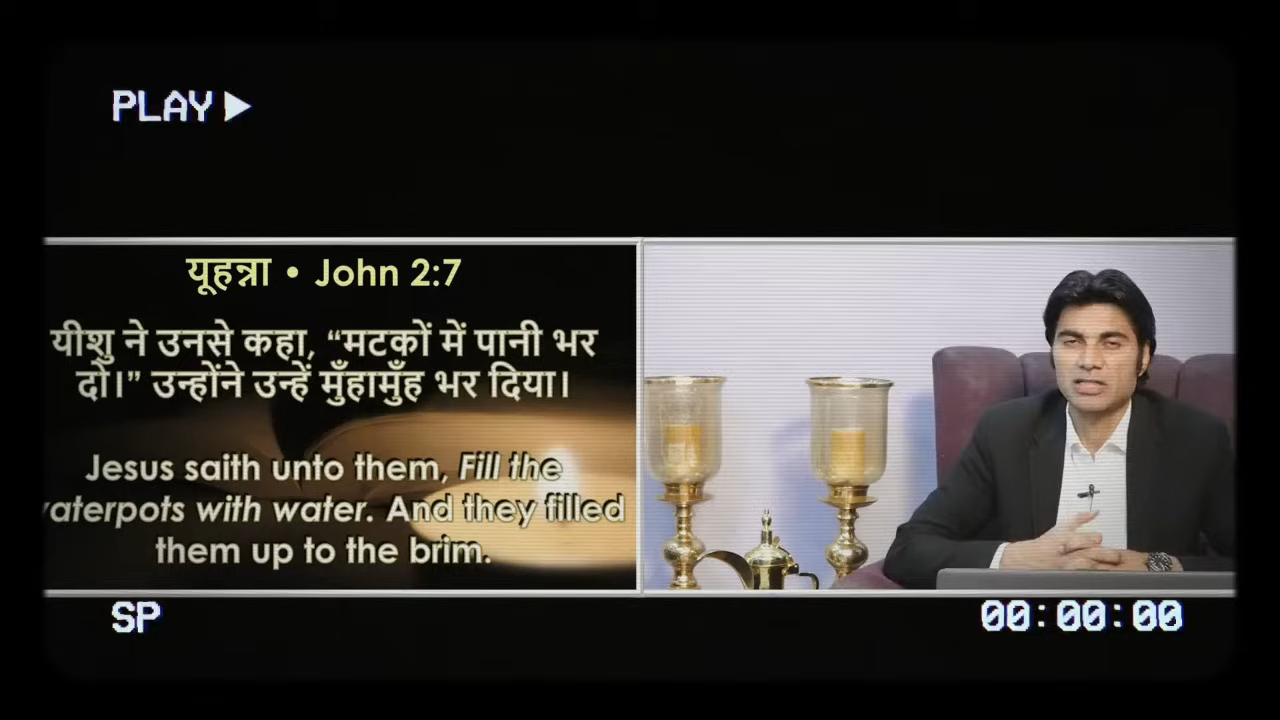 PLAY
यूहन्ना • John 2:7
यीशु ने उनसे कहा, “मटकों में पानी भर
दो।” उन्होंने उन्हें मुँहामुँह भर दिया।
Jesus saith unto them, Fill the
aterpots with water. And they filled
them up to the brim.
SP
00:00:00